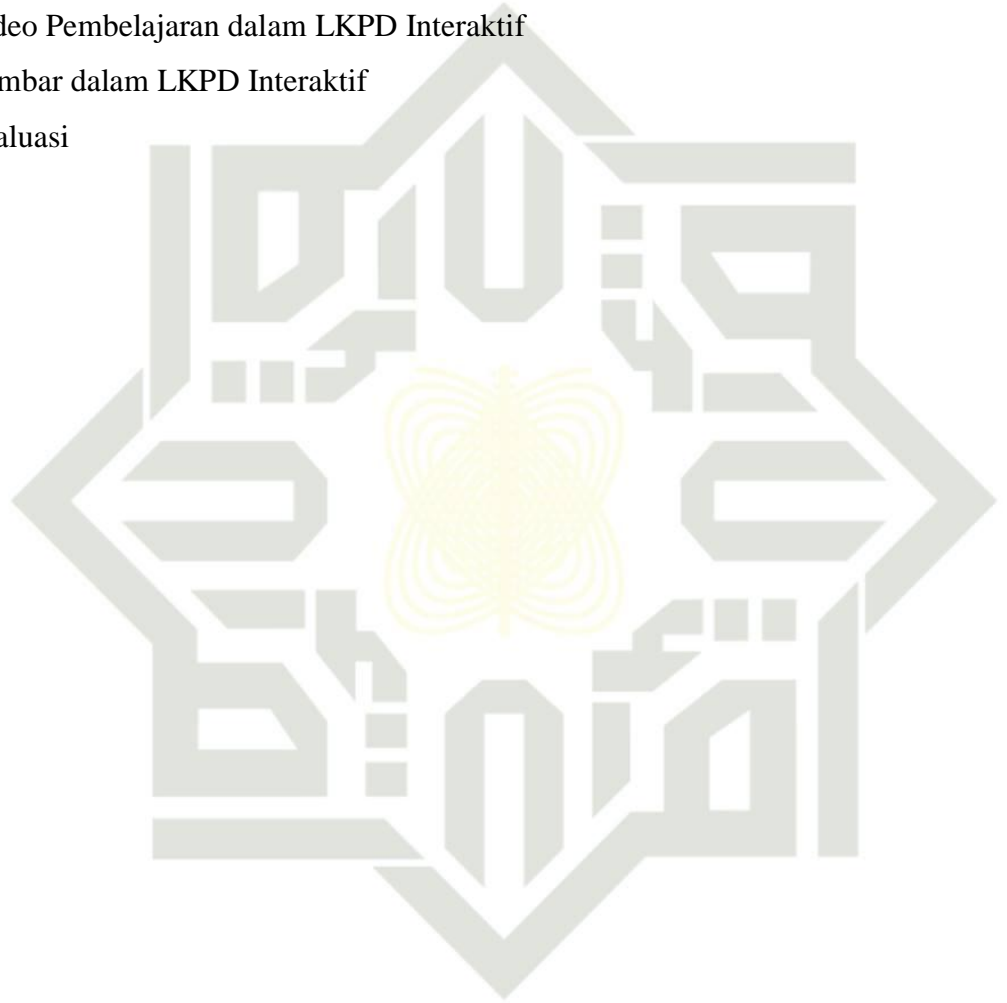 deo Pembelajaran dalam LKPD Interaktif
mbar dalam LKPD Interaktif
aluasi